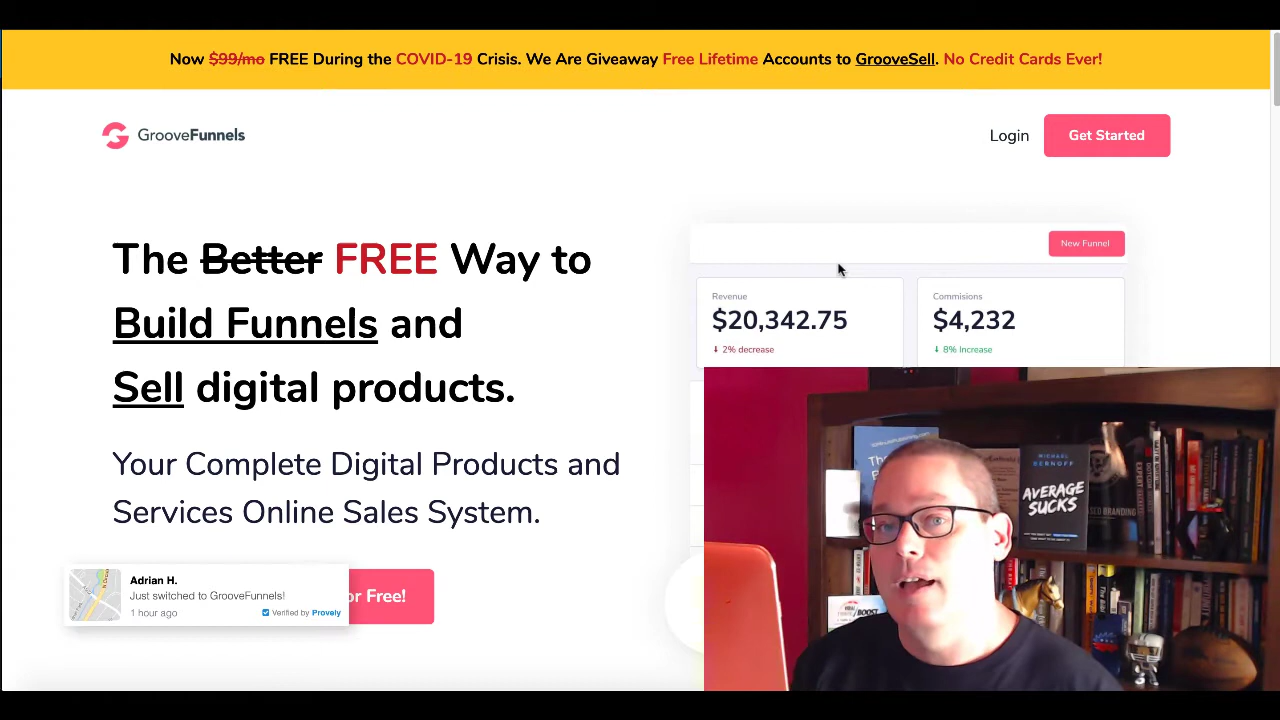 Now $99/mo FREE During the COVID-19 Crisis. We Are Giveaway Free Lifetime Accounts to GrooveSell. No Credit Cards Ever!
GrooveFunnels
Login
Get Started
The Better FREE Way to
Build Funnels and
Sell digital products.
Your Complete Digital Products and
Services Online Sales System.
New Funnel
Revenue
$20,342.75
2% decrease
Commisions
$4,232
8% Increase
Adrian H.
Just switched to GrooveFunnels!
1 hour ago
Verified by Provely
or Free!
MICHAEL
BERNOFF
AVERAGE
SUCKS